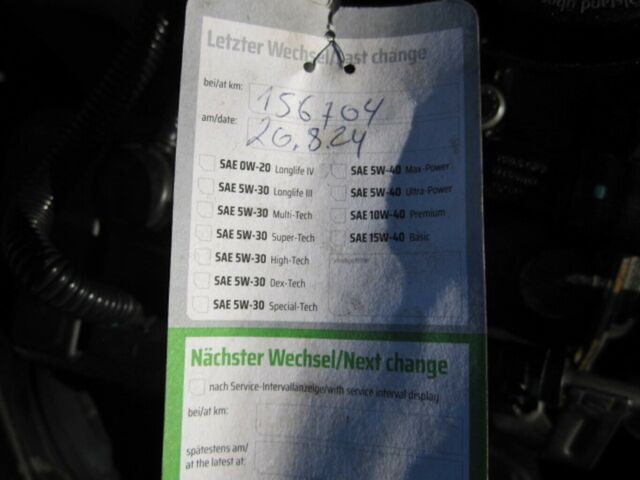 Letzter Wechsel/Last change
bei/at km: 156704
am/date: 20.8.24
SAE 0W-20 Longlife IV
SAE 5W-30 Longlife III
SAE 5W-30 Multi-Tech
SAE 5W-30 Super-Tech
SAE 5W-30 High-Tech
SAE 5W-30 Dex-Tech
SAE 5W-30 Special-Tech
SAE 5W-40 Max-Power
SAE 5W-40 Ultra-Power
SAE 10W-40 Premium
SAE 15W-40 Basic
Nächster Wechsel/Next change
nach Service-Intervallanzeige/with service interval display
bei/at km:
spätestens am/
at the latest at: